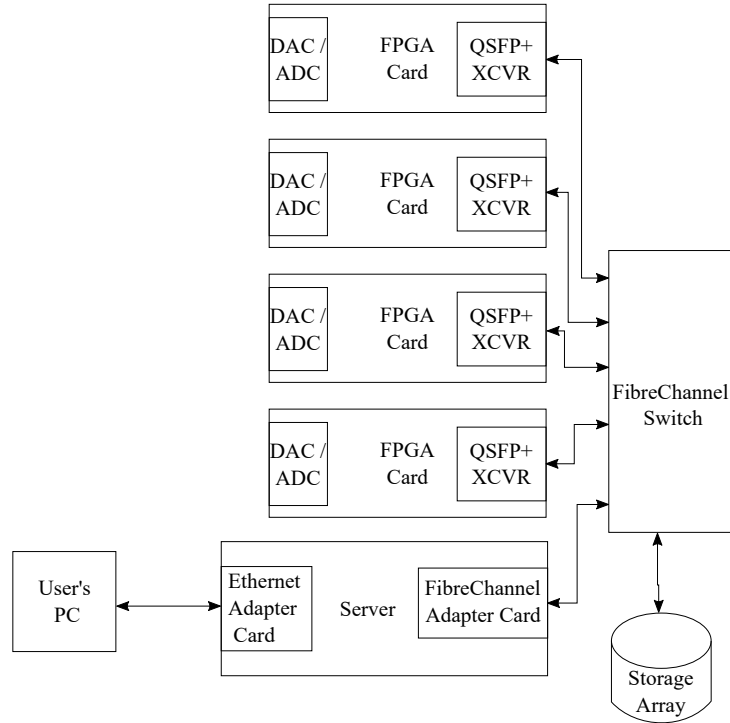 DAC /
ADC
FPGA
Card
QSFP+
XCVR
DAC /
ADC
FPGA
Card
QSFP+
XCVR
DAC /
ADC
FPGA
Card
QSFP+
XCVR
DAC /
ADC
FPGA
Card
QSFP+
XCVR
FibreChannel
Switch
User's
PC
Ethernet
Adapter
Card
Server
FibreChannel
Adapter Card
Storage
Array